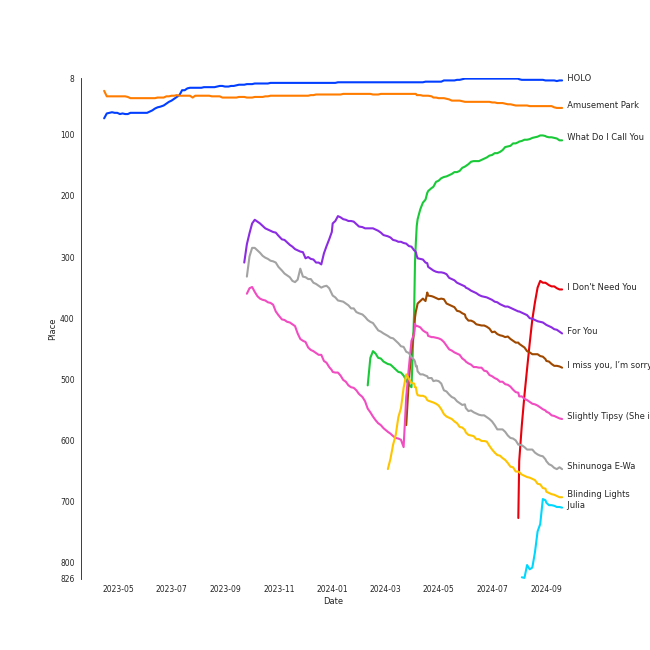 8
100
200
300
400
500
600
700
800
826
Place
2023-05
2023-07
2023-09
2023-11
2024-01
2024-03
2024-05
2024-07
2024-09
Date
HOLO
Amusement Park
What Do I Call You
I Don't Need You
For You
I miss you, I'm sorry
Slightly Tipsy (She i
Shinunoga E-Wa
Blinding Lights
Julia